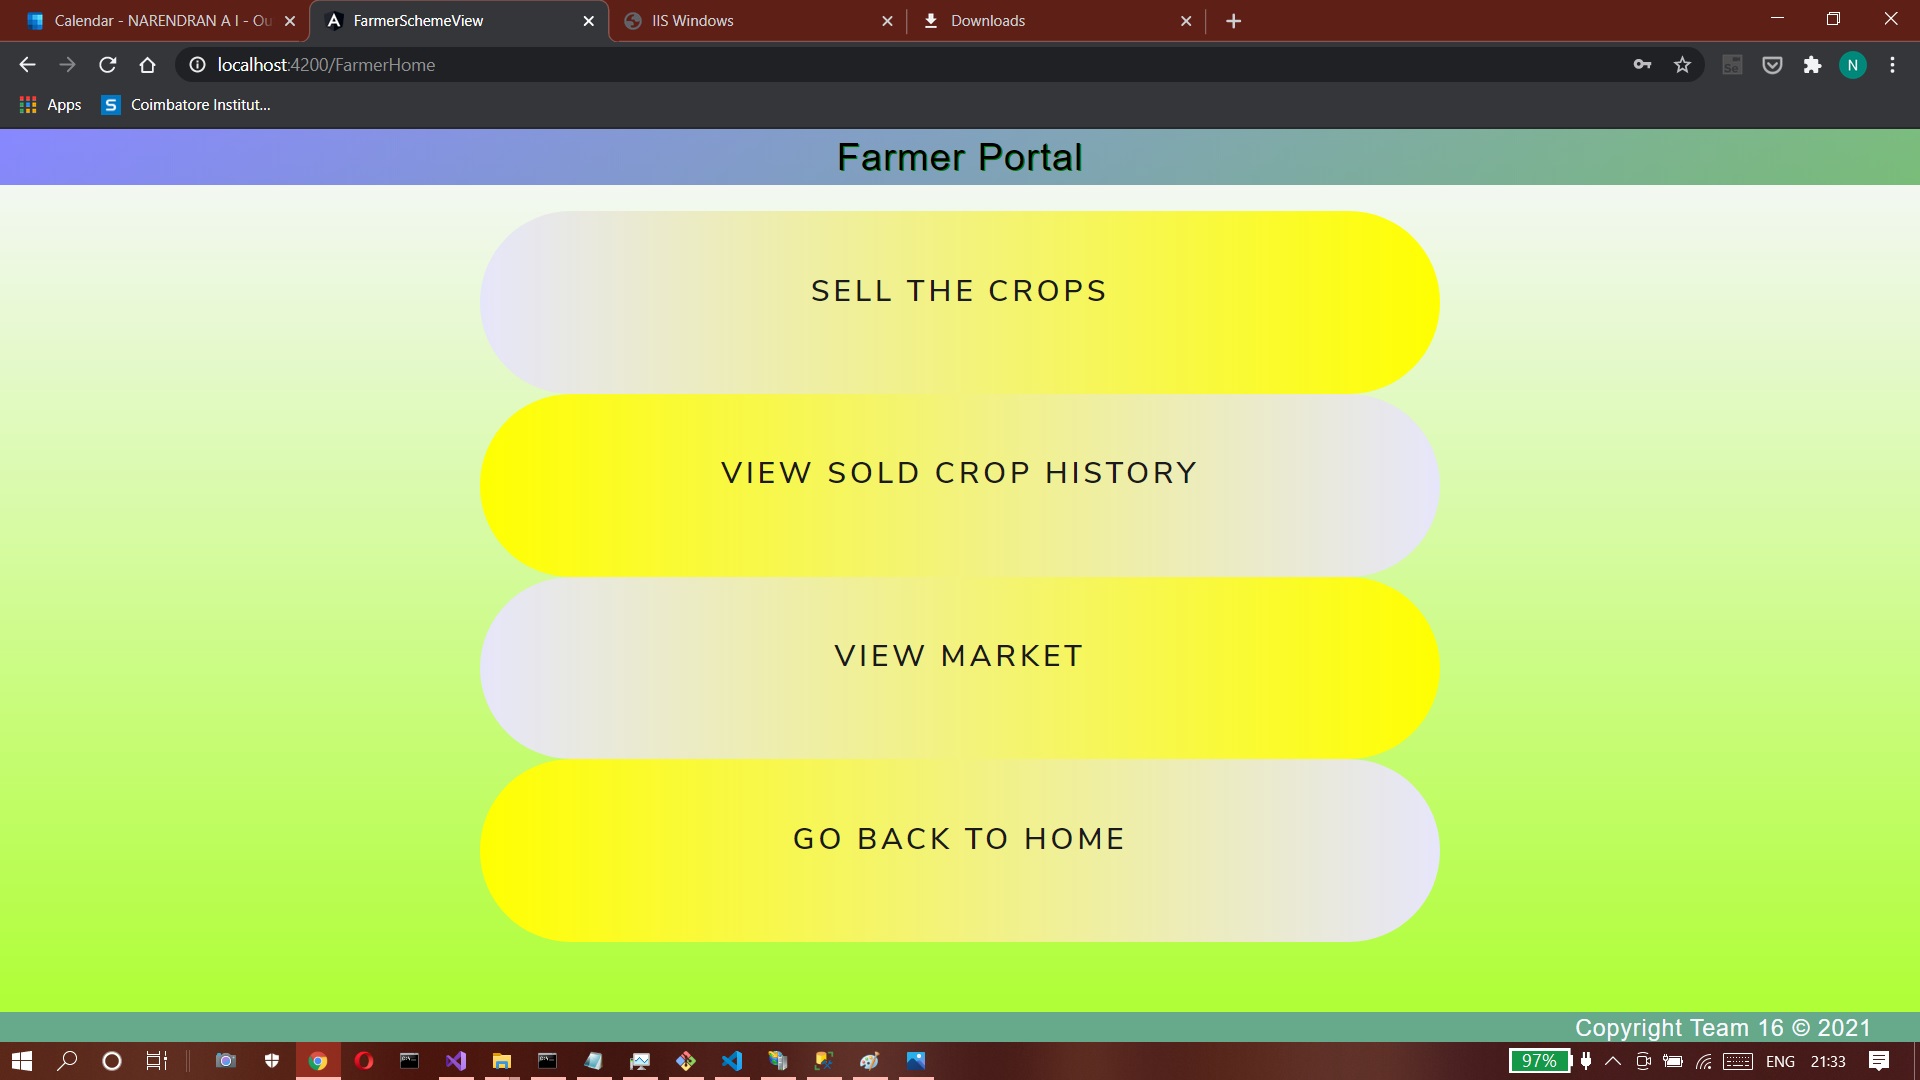 Calendar - NARENDRAN A I - Ou
FarmerSchemeView
IIS Windows
Downloads
localhost:4200/FarmerHome
Se
N
Apps
S
Coimbatore Institut...
Farmer Portal
SELL THE CROPS
VIEW SOLD CROP HISTORY
VIEW MARKET
GO BACK TO HOME
Copyright Team 16 © 2021
97%
ENG
21:33